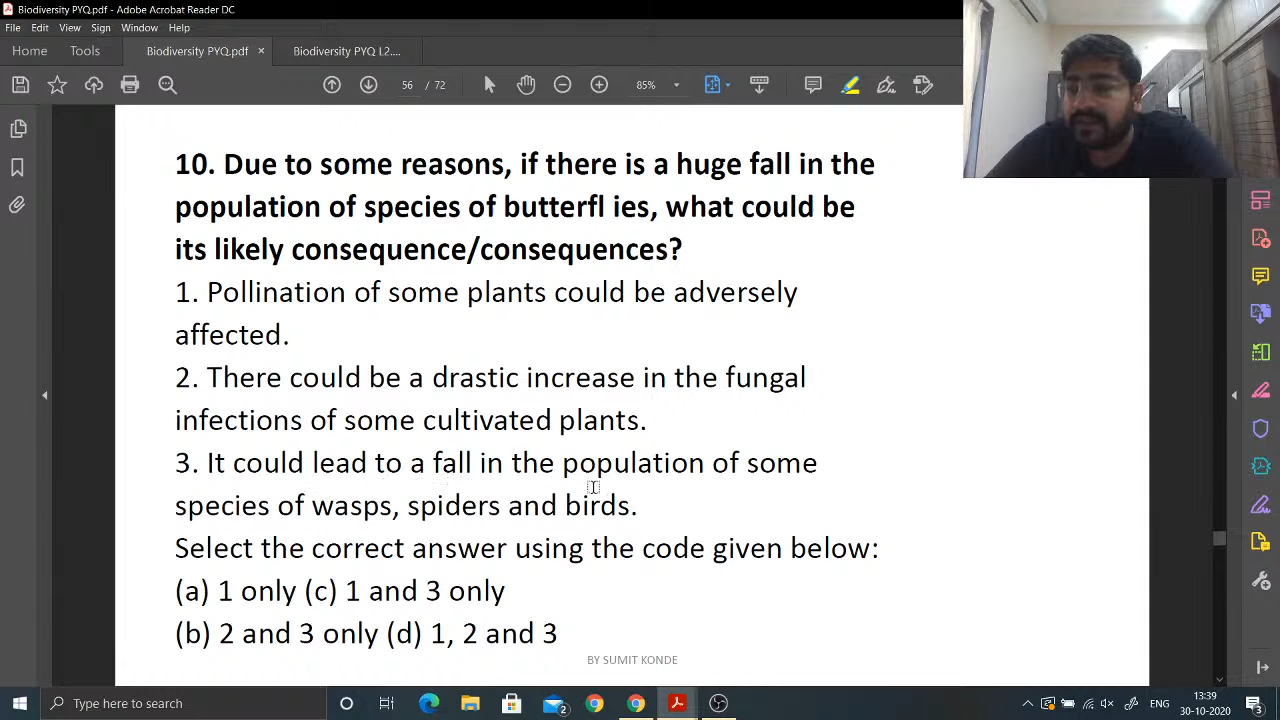 Biodiversity PYQ.pdf - Adobe Acrobat Reader DC
File Edit View Sign Window Help
Home Tools Biodiversity PYQ.pdf × Biodiversity PYQ L2....
56 / 72 85%
10. Due to some reasons, if there is a huge fall in the
population of species of butterfl ies, what could be
its likely consequence/consequences?
1. Pollination of some plants could be adversely
affected.
2. There could be a drastic increase in the fungal
infections of some cultivated plants.
3. It could lead to a fall in the population of some
species of wasps, spiders and birds.
Select the correct answer using the code given below:
(a) 1 only (c) 1 and 3 only
(b) 2 and 3 only (d) 1, 2 and 3
BY SUMIT KONDE
Type here to search
2
ENG
13:39
30-10-2020
3